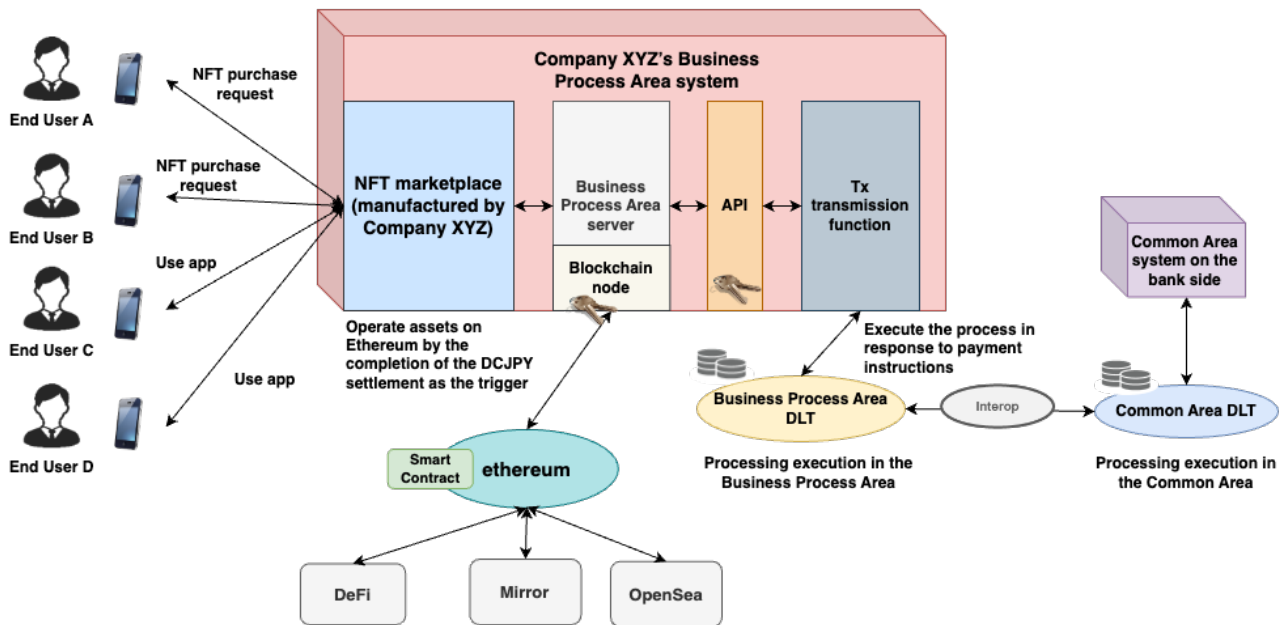 Company XYZ's Business
Process Area system
NFT purchase
request
End User A
NFT purchase
request
End User B
Use app
End User C
Use app
End User D
NFT marketplace
(manufactured by
Company XYZ)
Business
Process Area
server
Blockchain
node
API
Tx
transmission
function
Common Area
system on the
bank side
Operate assets on
Ethereum by the
completion of the DCJPY
settlement as the trigger
Execute the process in
response to payment
instructions
Business Process Area
DLT
Interop
Common Area DLT
Processing execution in the
Business Process Area
Processing execution in
the Common Area
Smart
Contract
ethereum
DeFi
Mirror
OpenSea